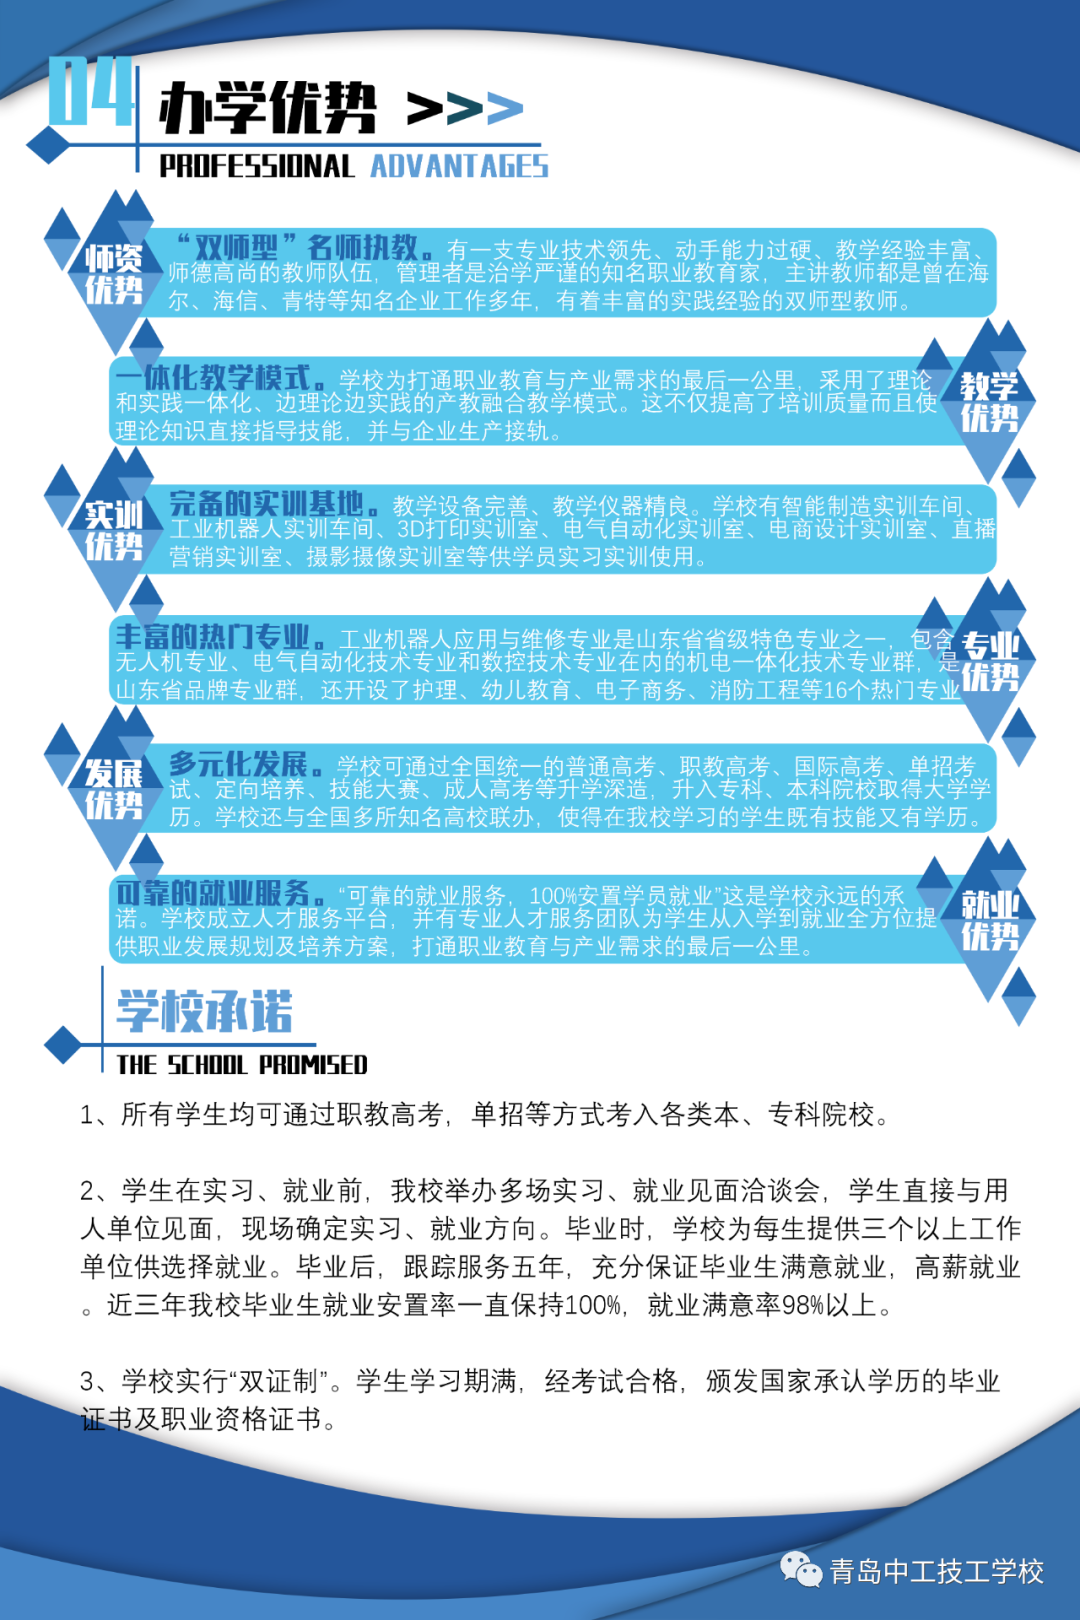 04
办学优势 >>>
PROFESSIONAL ADVANTAGES
师资
优势
“双师型”名师执教。有一支专业技术领先、动手能力过硬、教学经验丰富、
师德高尚的教师队伍，管理者是治学严谨的知名职业教育家，主讲教师都是曾在海
尔、海信、青特等知名企业工作多年，有着丰富的实践经验的双师型教师。
教学
优势
一体化教学模式。学校为打通职业教育与产业需求的最后一公里，采用了理论
和实践一体化、边理论边实践的产教融合教学模式。这不仅提高了培训质量而且使
理论知识直接指导技能，并与企业生产接轨。
实训
优势
完备的实训基地。教学设备完善、教学仪器精良。学校有智能制造实训车间、
工业机器人实训车间、3D打印实训室、电气自动化实训室、电商设计实训室、直播
营销实训室、摄影摄像实训室等供学员实习实训使用。
专业
优势
丰富的热门专业。工业机器人应用与维修专业是山东省省级特色专业之一，包含
无人机专业、电气自动化技术专业和数控技术专业在内的机电一体化技术专业群，是
山东省品牌专业群，还开设了护理、幼儿教育、电子商务、消防工程等16个热门专业
发展
优势
多元化发展。学校可通过全国统一的普通高考、职教高考、国际高考、单招考
试、定向培养、技能大赛、成人高考等升学深造，升入专科、本科院校取得大学学
历。学校还与全国多所知名高校联办，使得在我校学习的学生既有技能又有学历。
就业
优势
可靠的就业服务。“可靠的就业服务，100%安置学员就业”这是学校永远的承
诺。学校成立人才服务平台，并有专业人才服务团队为学生从入学到就业全方位提
供职业发展规划及培养方案，打通职业教育与产业需求的最后一公里。
学校承诺
THE SCHOOL PROMISED
1、所有学生均可通过职教高考，单招等方式考入各类本、专科院校。
2、学生在实习、就业前，我校举办多场实习、就业见面洽谈会，学生直接与用
人单位见面，现场确定实习、就业方向。毕业时，学校为每生提供三个以上工作
单位供选择就业。毕业后，跟踪服务五年，充分保证毕业生满意就业，高薪就业
。近三年我校毕业生就业安置率一直保持100%，就业满意率98%以上。
3、学校实行“双证制”。学生学习期满，经考试合格，颁发国家承认学历的毕业
证书及职业资格证书。
青岛中工技工学校